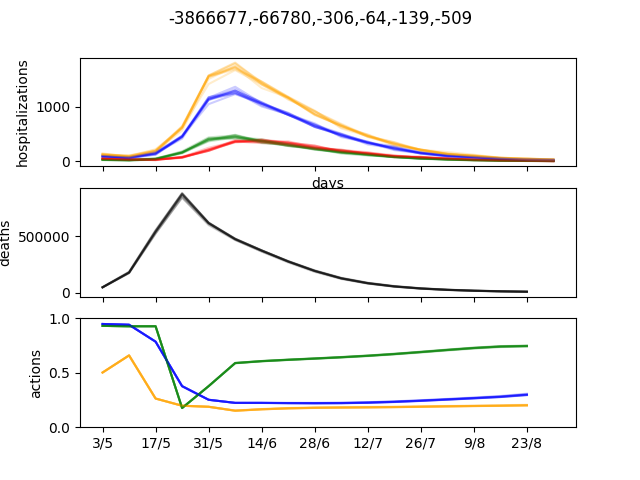 -3866677,-66780,-306,-64,-139,-509
hospitalizations
1000
0
days
deaths
500000
0
actions
1.0
0.5
0.0
3/5 17/5 31/5 14/6 28/6 12/7 26/7 9/8 23/8